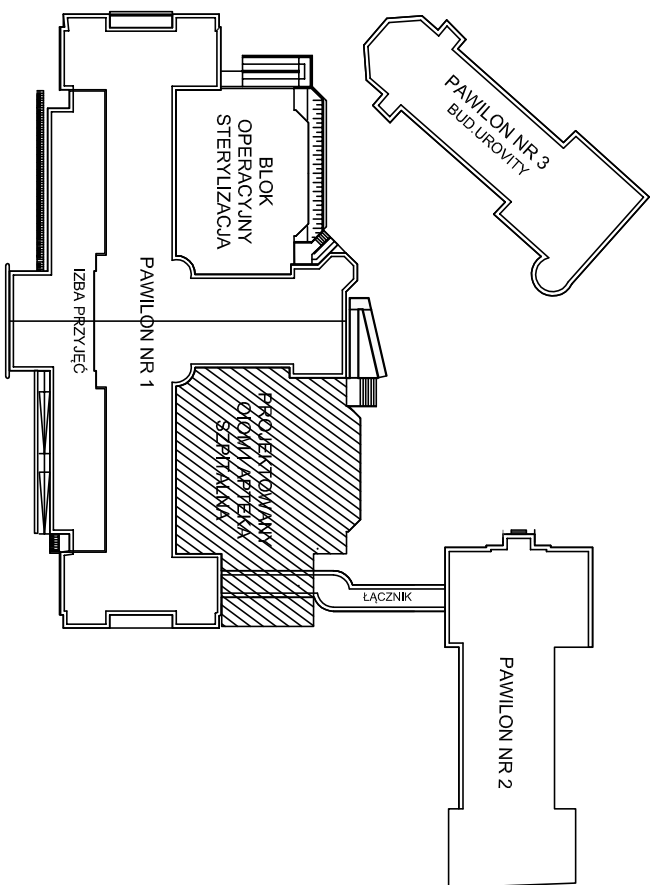 PAWILON NR 3
BUD.UROVITY
BLOK
OPERACYJNY
STERYLIZACJA
PAWILON NR 1
IZBA PRZYJĘĆ
PROJEKTOWANY
OIOM I APTEKA
SZPITALNA
ŁĄCZNIK
PAWILON NR 2